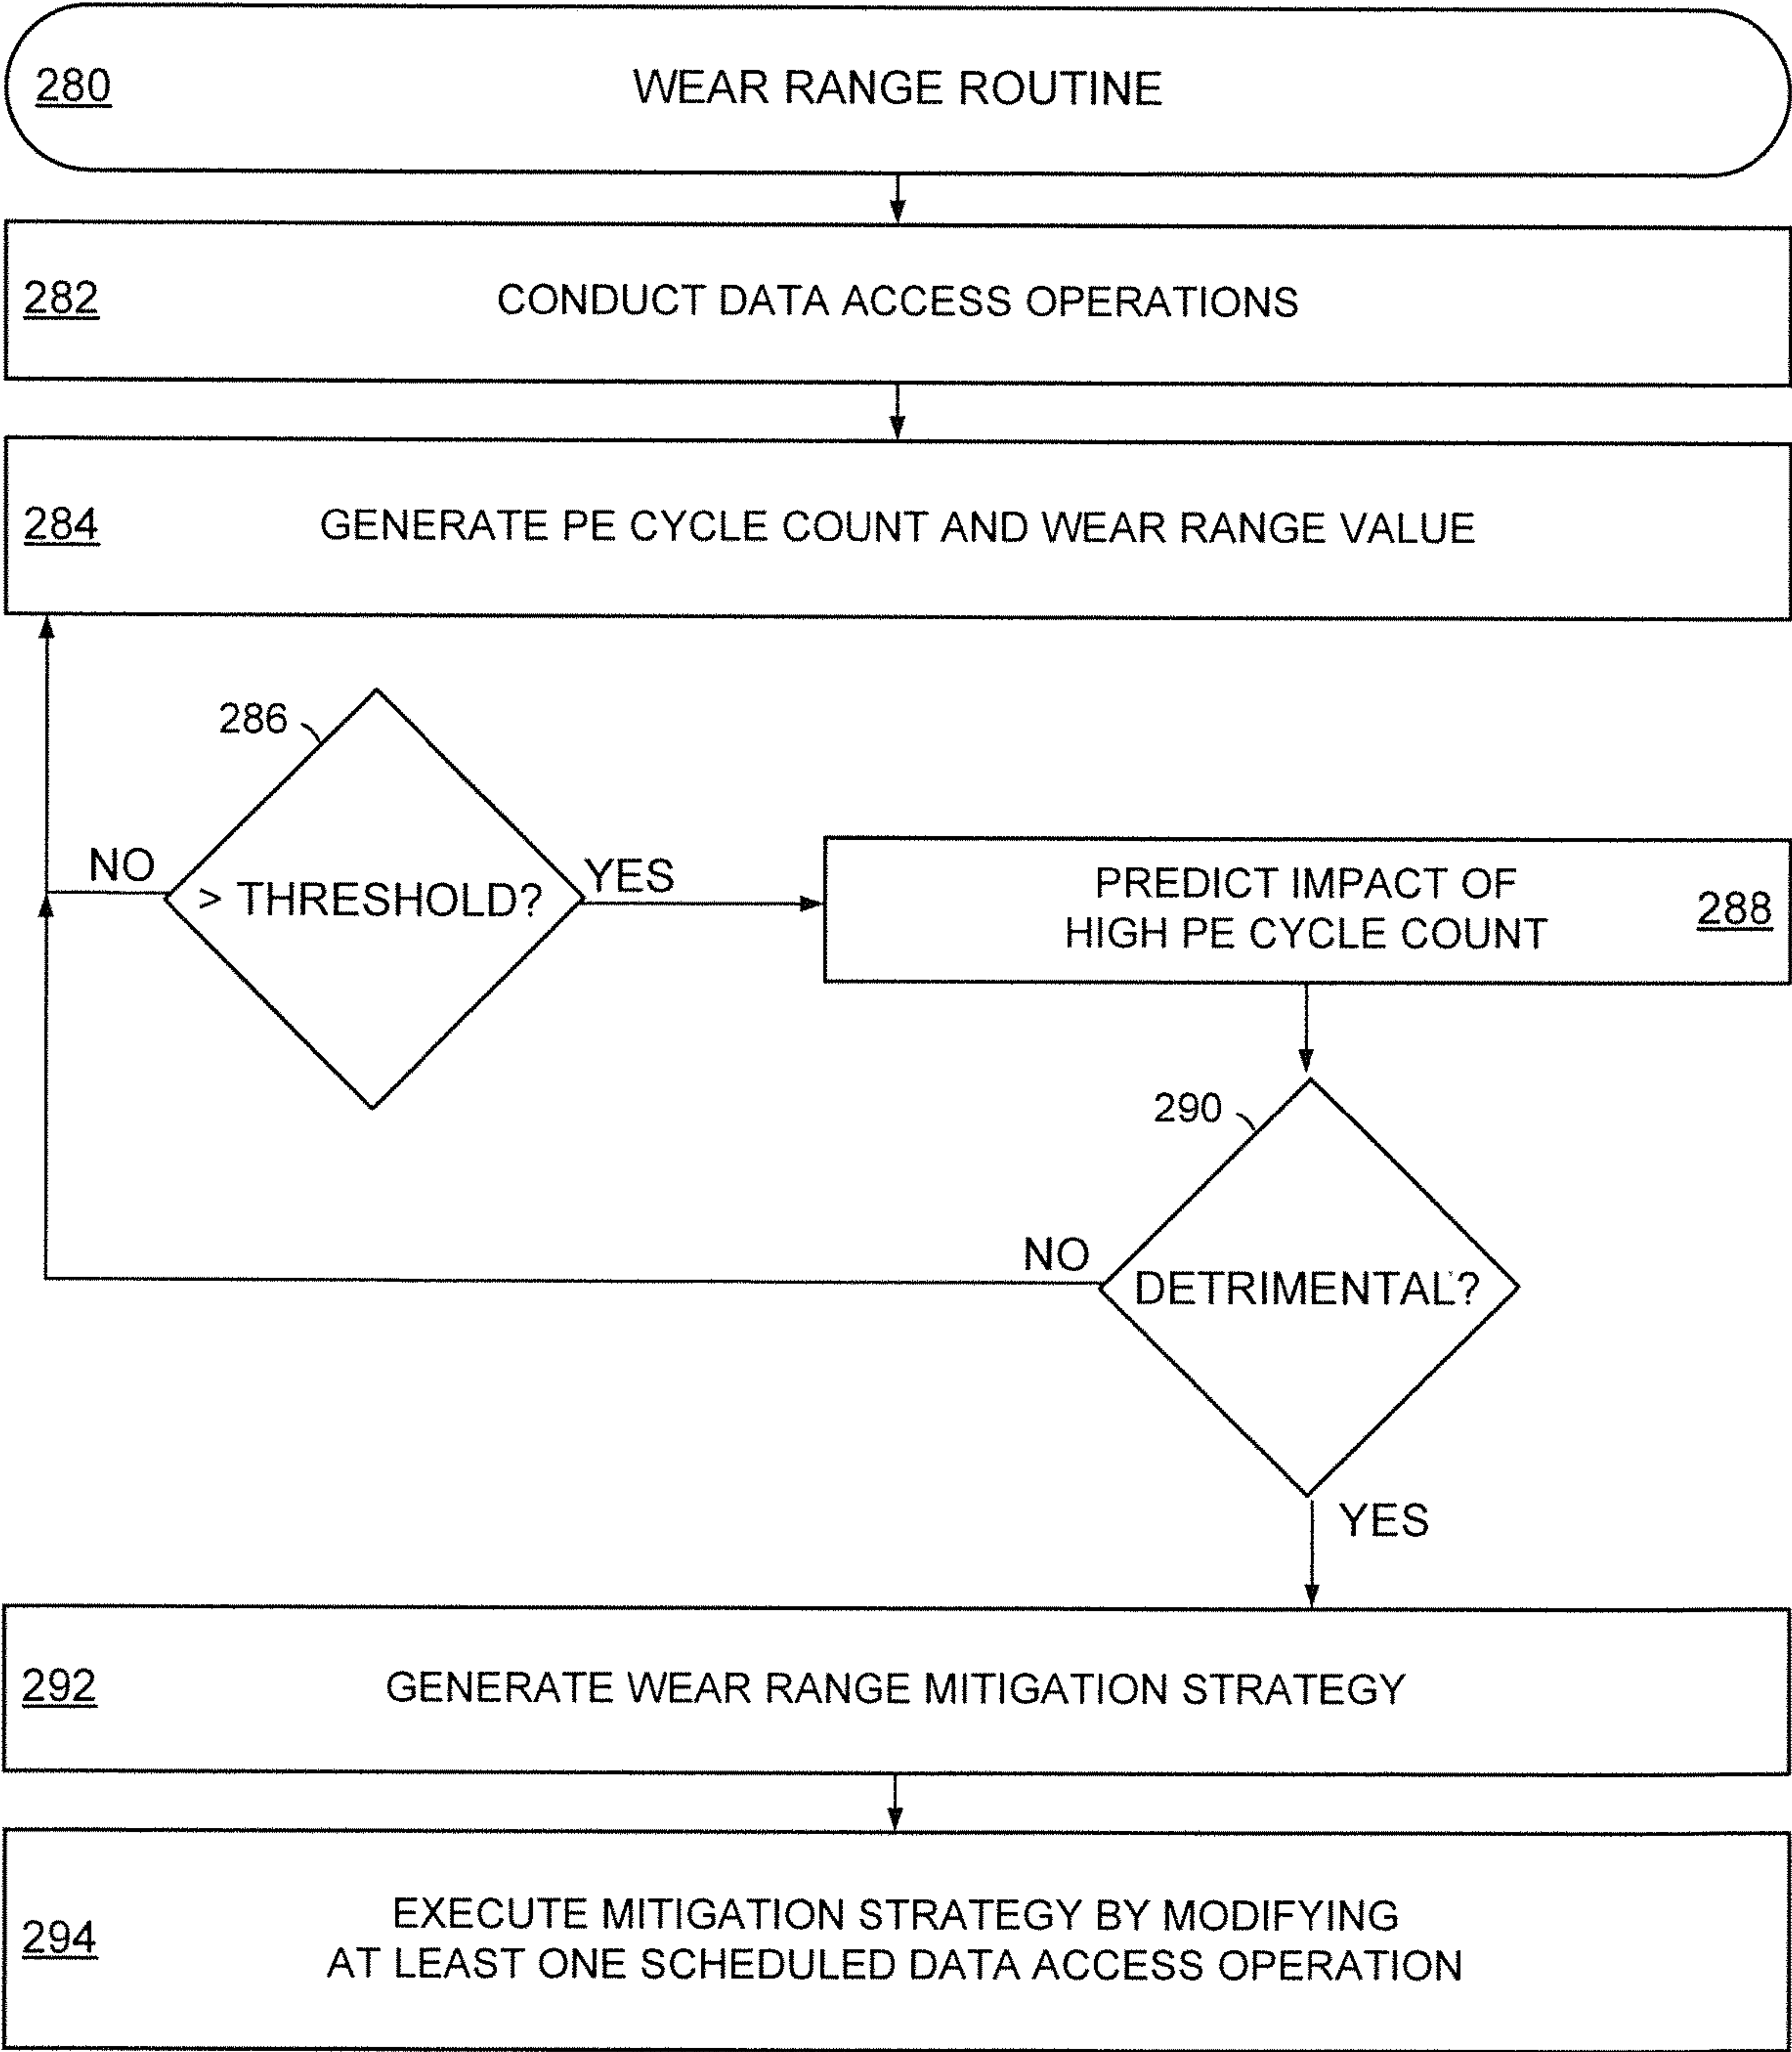 280 WEAR RANGE ROUTINE
282 CONDUCT DATA ACCESS OPERATIONS
284 GENERATE PE CYCLE COUNT AND WEAR RANGE VALUE
286
NO
> THRESHOLD?
YES
PREDICT IMPACT OF
HIGH PE CYCLE COUNT
288
290
NO
DETRIMENTAL?
YES
292 GENERATE WEAR RANGE MITIGATION STRATEGY
294
EXECUTE MITIGATION STRATEGY BY MODIFYING
AT LEAST ONE SCHEDULED DATA ACCESS OPERATION